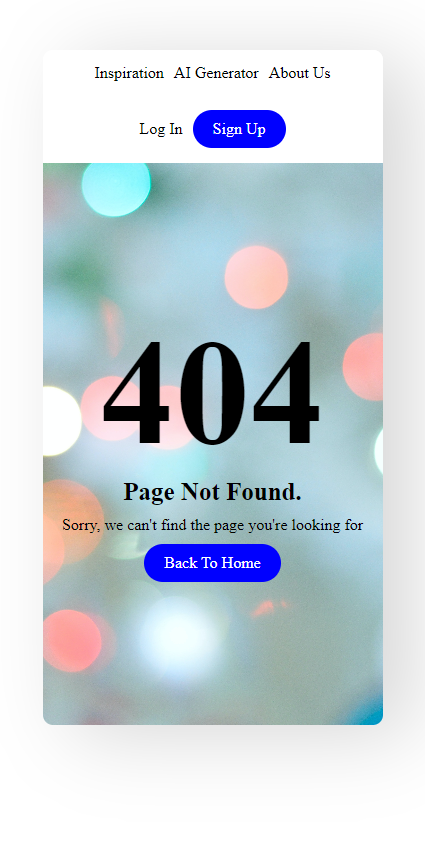 Inspiration AI Generator About Us
Log In Sign Up
404
Page Not Found.
Sorry, we can't find the page you're looking for
Back To Home